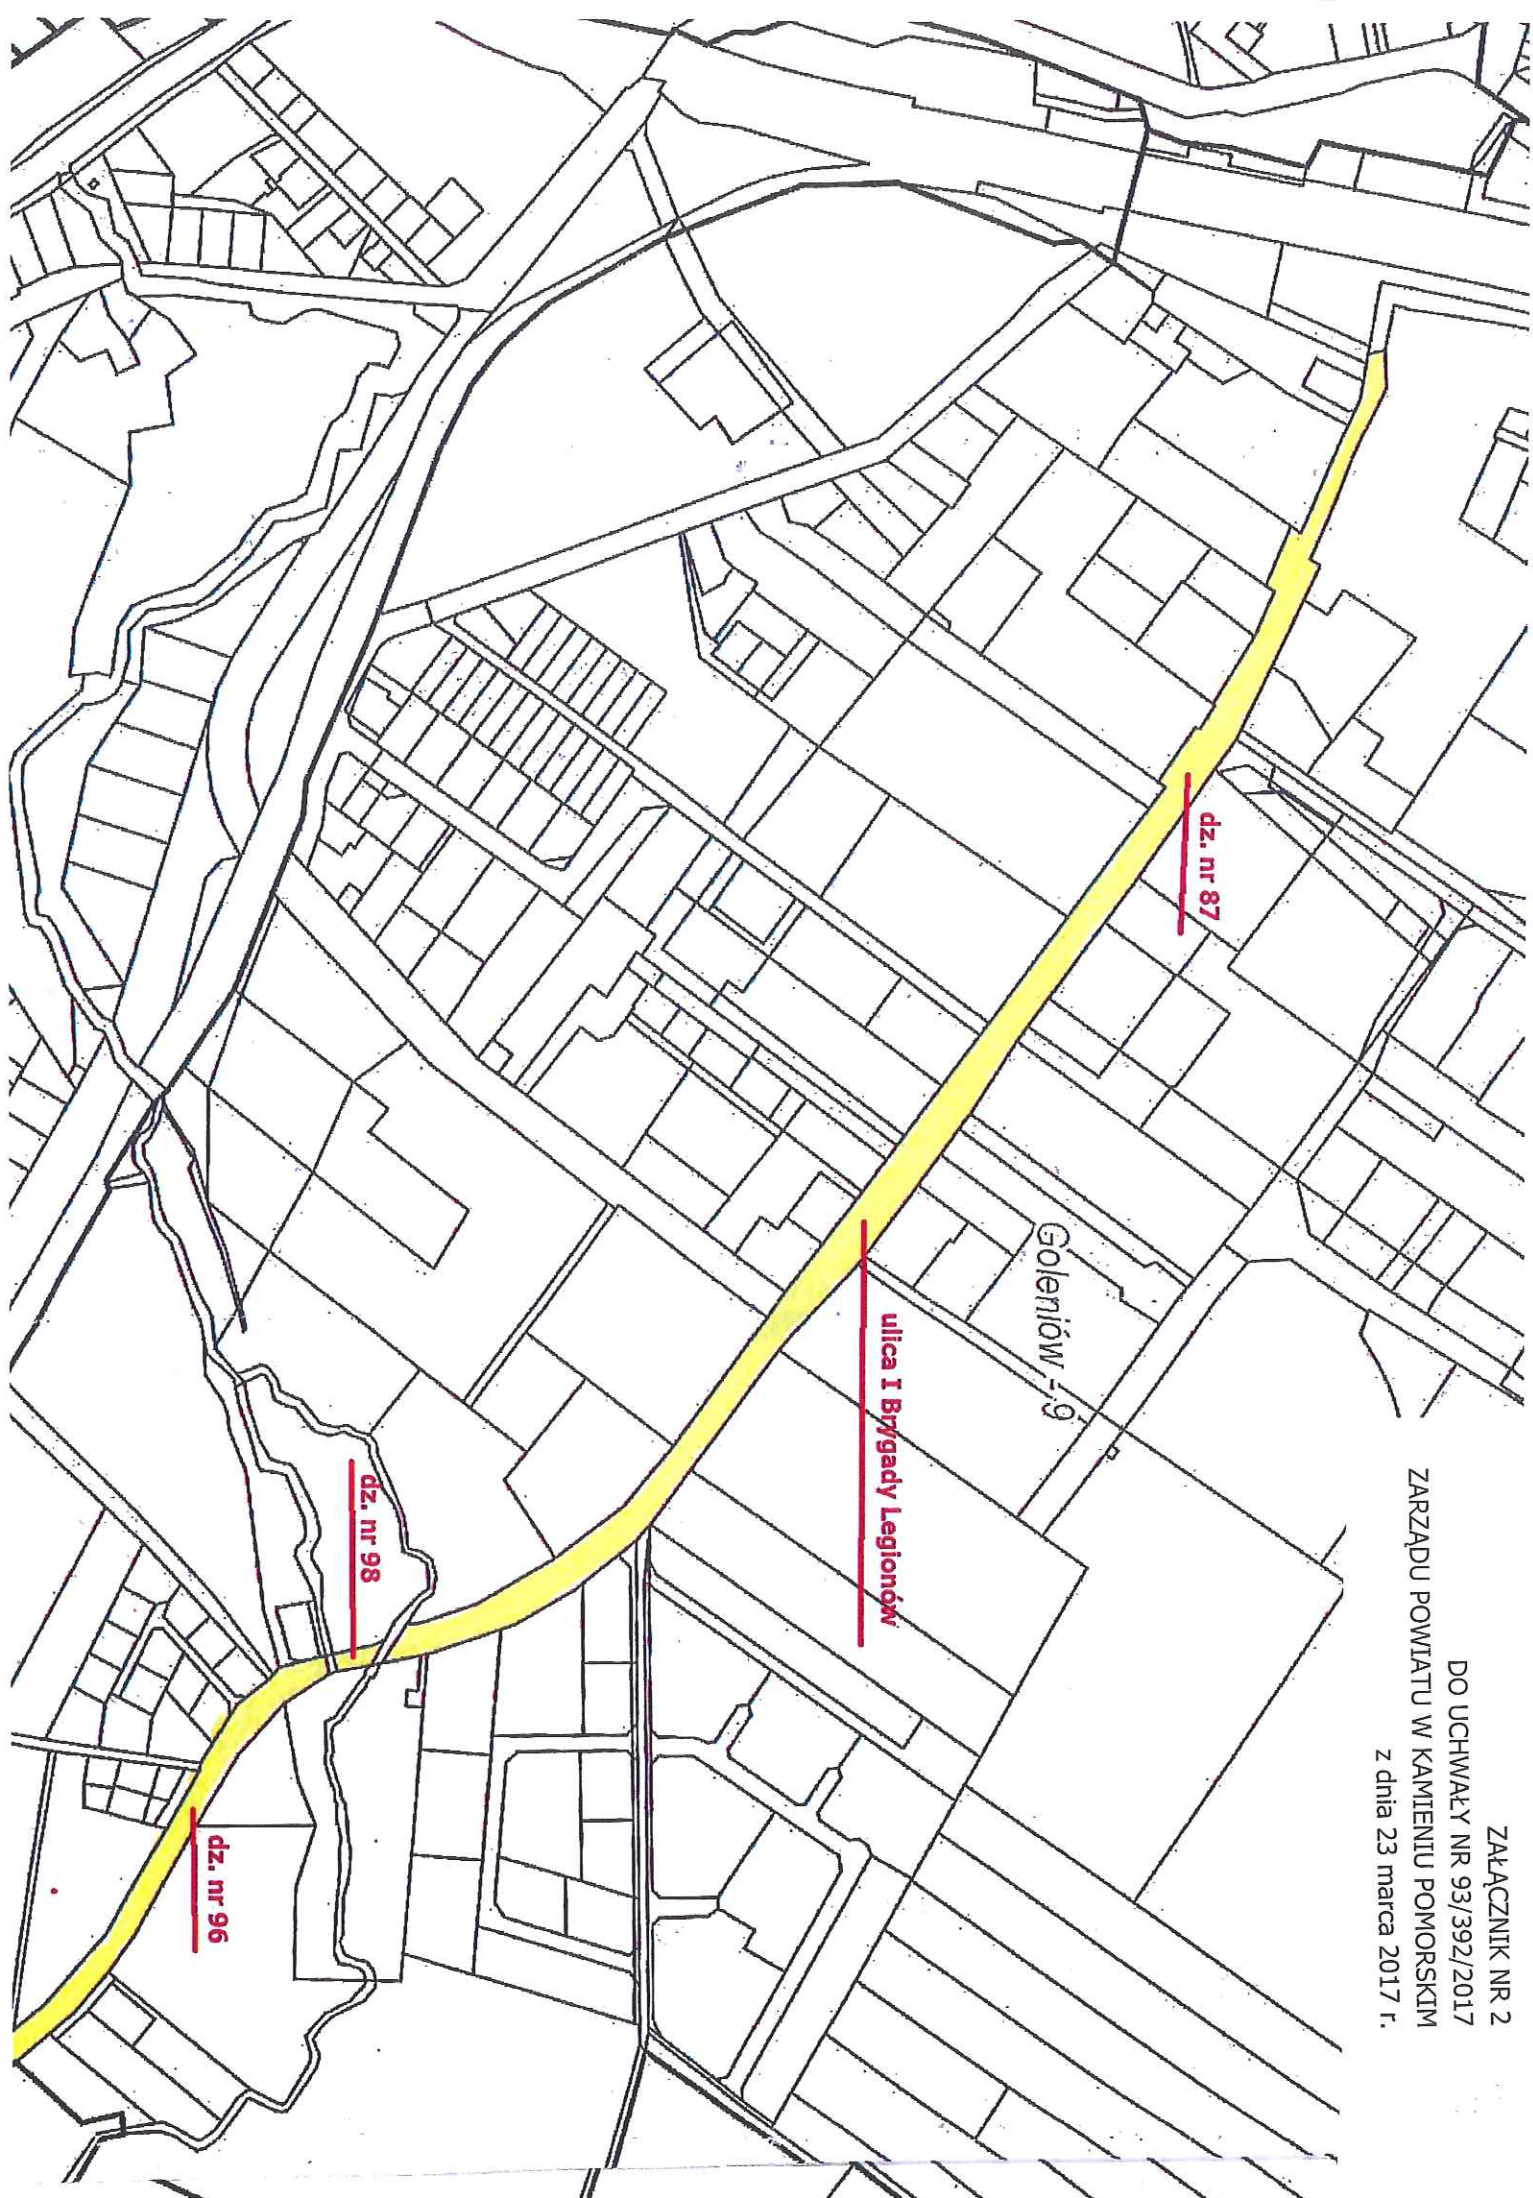 ZAŁĄCZNIK NR 2
DO UCHWAŁY NR 93/392/2017
ZARZĄDU POWIATU W KAMIENIU POMORSKIM
z dnia 23 marca 2017 r.
dz. nr 87
Goleniów - 9
ulica I Brygady Legionów
dz. nr 98
dz. nr 96